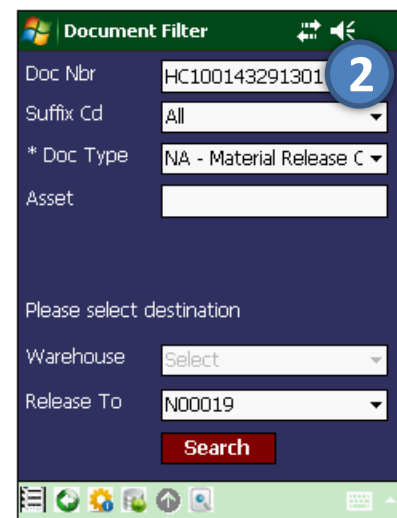 Document Filter
Doc Nbr HC100143291301
2
Suffix Cd All
* Doc Type NA - Material Release C
Asset
Please select destination
Warehouse Select
Release To N00019
Search